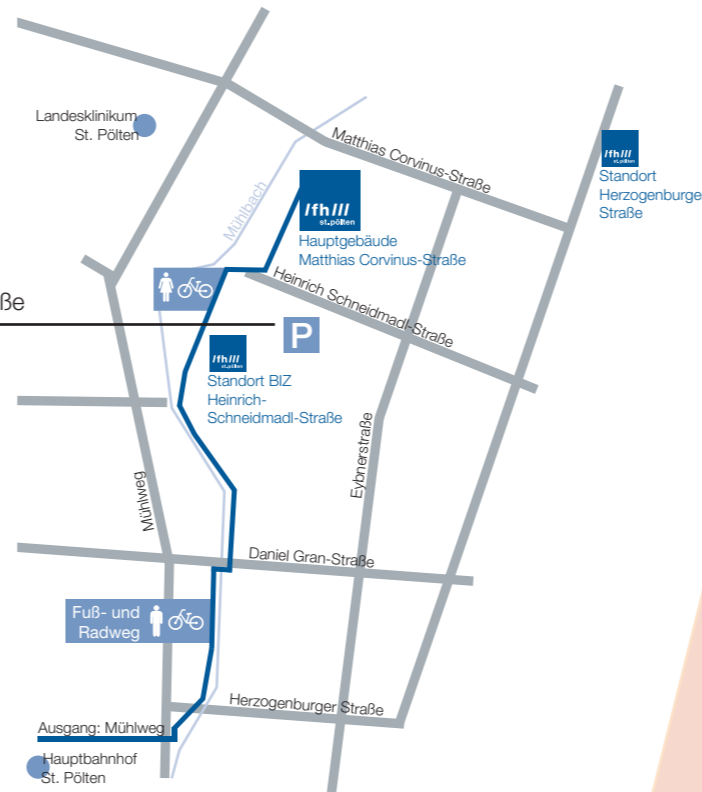 Landesklinikum
St. Pölten
Matthias Corvinus-Straße
/fh///
st.pölten
Standort
Herzogenburge
Straße
Mühlbach
/fh///
st.pölten
Hauptgebäude
Matthias Corvinus-Straße
Heinrich Schneidmadl-Straße
ße
P
/fh///
st.pölten
Standort BIZ
Heinrich-
Schneidmadl-Straße
Eybnerstraße
Mühlweg
Daniel Gran-Straße
Fuß- und
Radweg
Herzogenburger Straße
Ausgang: Mühlweg
Hauptbahnhof
St. Pölten